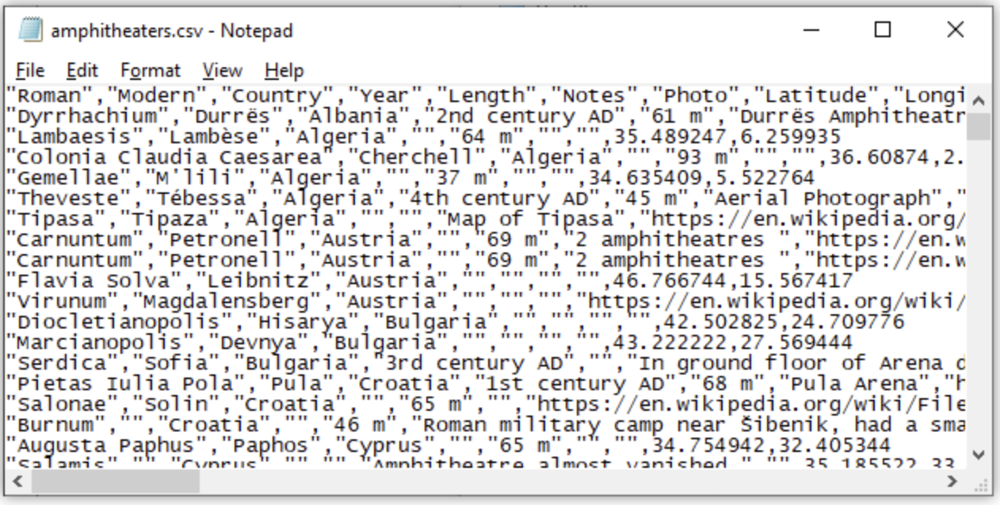 amphitheaters.csv - Notepad
File Edit Format View Help
"Roman","Modern","Country","Year","Length","Notes","Photo","Latitude","Longi
"Dyrrhachium","Durrës","Albania","2nd century AD","61 m","Durrës Amphitheatr
"Lambaesis","Lambèse","Algeria","","64 m","","",35.489247,6.259935
"Colonia Claudia Caesarea","Cherchell","Algeria","","93 m","","",36.60874,2.
"Gemellae","M'lili","Algeria","","37 m","","",34.635409,5.522764
"Theveste","Tébessa","Algeria","4th century AD","45 m","Aerial Photograph","
"Tipasa","Tipaza","Algeria","","","Map of Tipasa","https://en.wikipedia.org/
"Carnuntum","Petronell","Austria","","69 m","2 amphitheatres ","https://en.w
"Carnuntum","Petronell","Austria","","69 m","2 amphitheatres ","https://en.w
"Flavia Solva","Leibnitz","Austria","","","","",46.766744,15.567417
"Virunum","Magdalensberg","Austria","","","","https://en.wikipedia.org/wiki/
"Diocletianopolis","Hisarya","Bulgaria","","","","",42.502825,24.709776
"Marcianopolis","Devnya","Bulgaria","","","","",43.222222,27.569444
"Serdica","Sofia","Bulgaria","3rd century AD","","In ground floor of Arena d
"Pietas Iulia Pola","Pula","Croatia","1st century AD","68 m","Pula Arena","h
"Salonae","Solin","Croatia","","65 m","","https://en.wikipedia.org/wiki/File
"Burnum","","Croatia","","46 m","Roman military camp near Šibenik, had a sma
"Augusta Paphus","Paphos","Cyprus","","65 m","","",34.754942,32.405344
"Salamis","","Cyprus","","","Amphitheatre almost vanished.","",35.185522,33